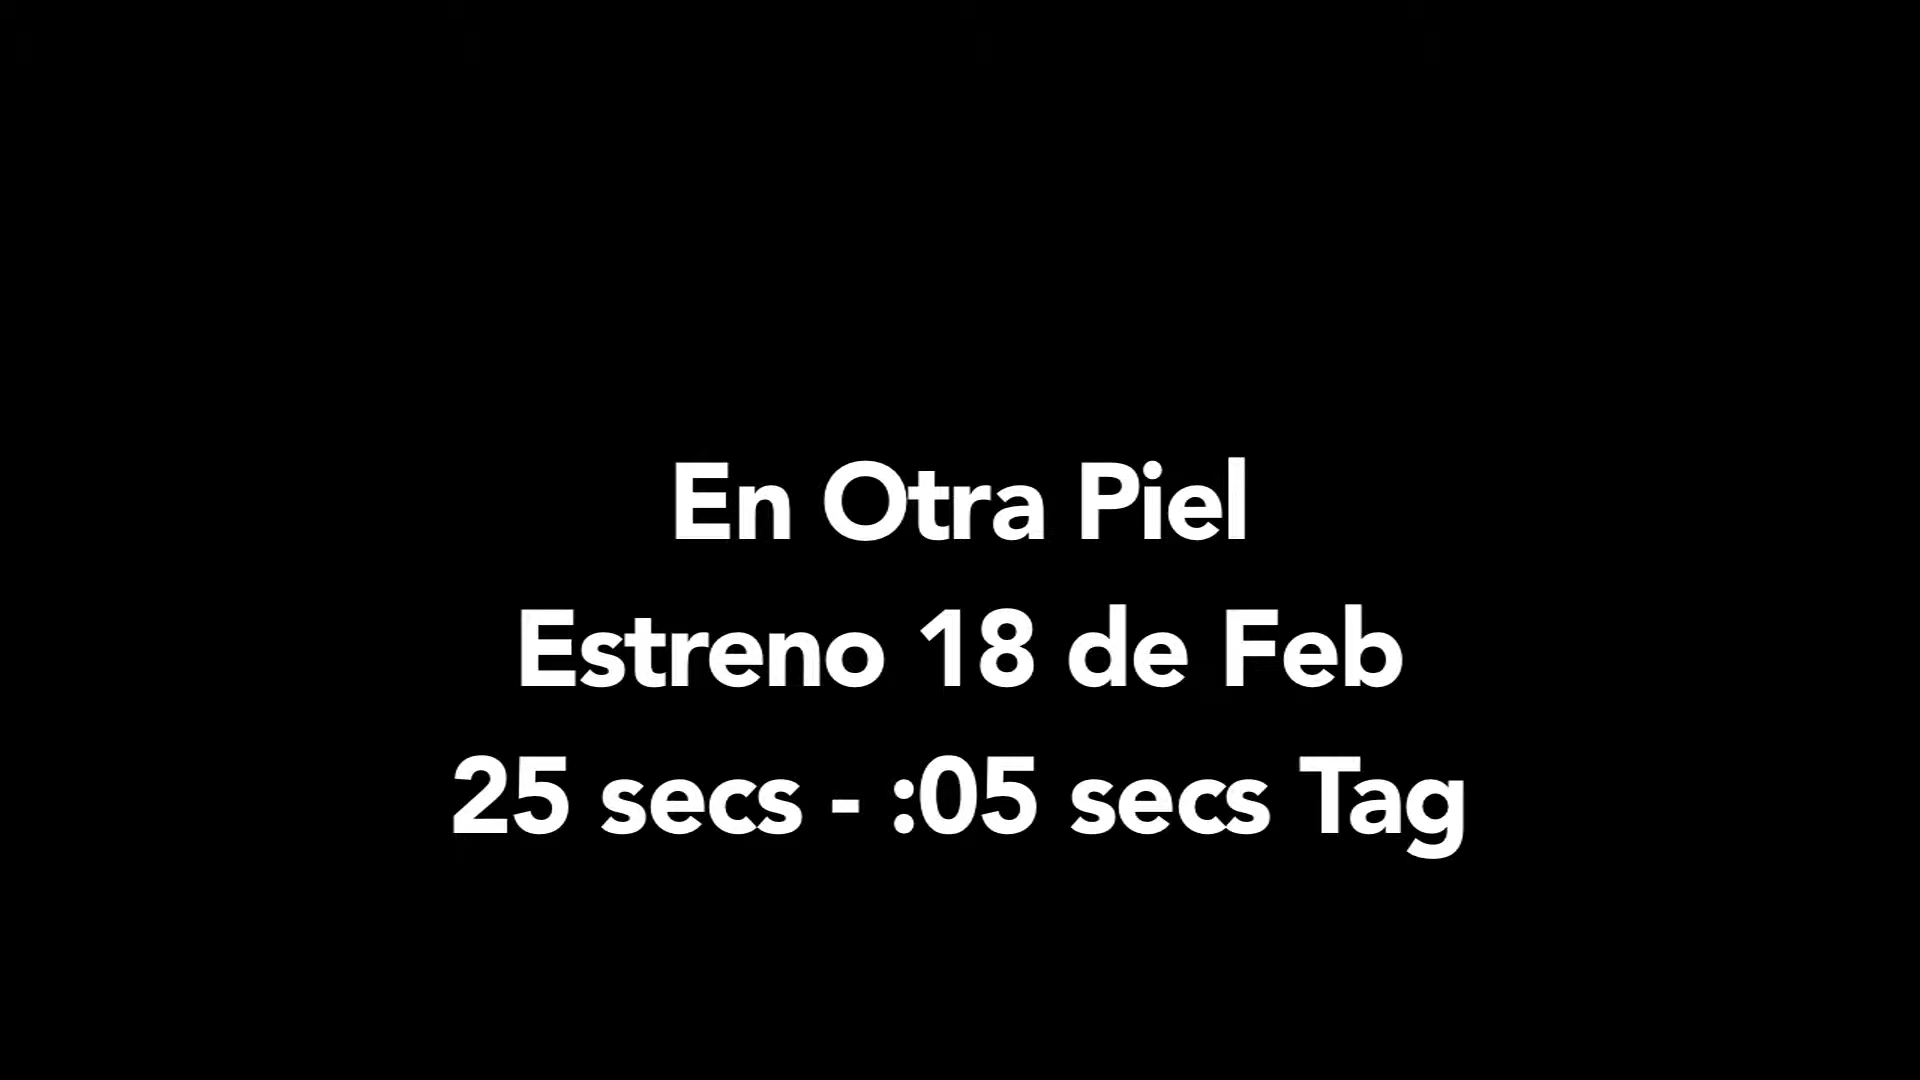 En Otra Piel
Estreno 18 de Feb
25 secs - :05 secs Tag